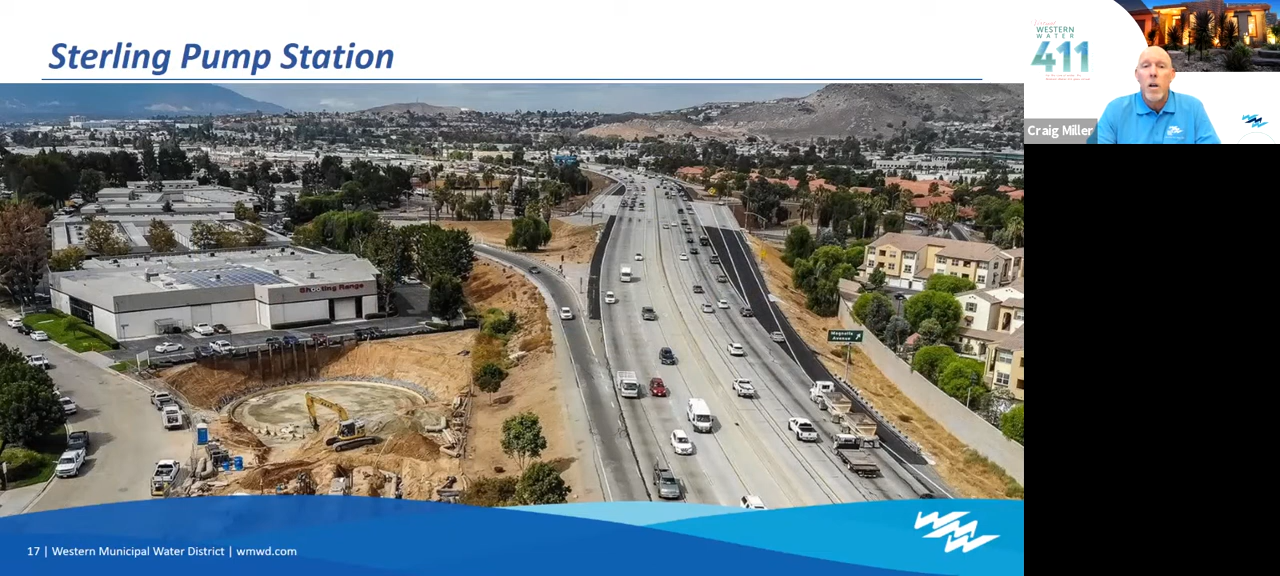 Sterling Pump Station
Shooting Range
Magnolia
Avenue
17 | Western Municipal Water District | wmwd.com
WESTERN
WATER
411
Craig Miller